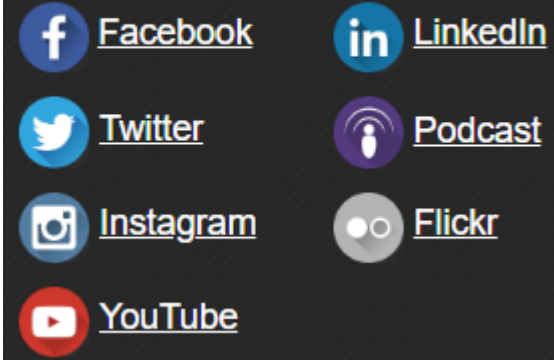 Facebook
LinkedIn
Twitter
Podcast
Instagram
Flickr
YouTube